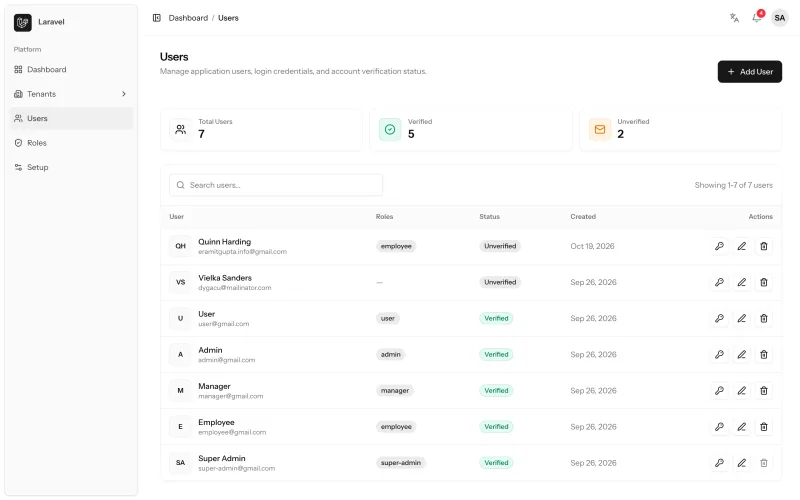 Laravel
Platform
Dashboard
Tenants
Users
Roles
Setup
Dashboard / Users
4
SA
Users
Manage application users, login credentials, and account verification status.
+ Add User
Total Users
7
Verified
5
Unverified
2
Search users...
Showing 1-7 of 7 users
User Roles Status Created Actions
QH Quinn Harding employee Unverified Oct 19, 2026
eramitgupta.info@gmail.com
VS Vielka Sanders — Unverified Sep 26, 2026
dygacu@mailinator.com
U User user Verified Sep 26, 2026
user@gmail.com
A Admin admin Verified Sep 26, 2026
admin@gmail.com
M Manager manager Verified Sep 26, 2026
manager@gmail.com
E Employee employee Verified Sep 26, 2026
employee@gmail.com
SA Super Admin super-admin Verified Sep 26, 2026
super-admin@gmail.com